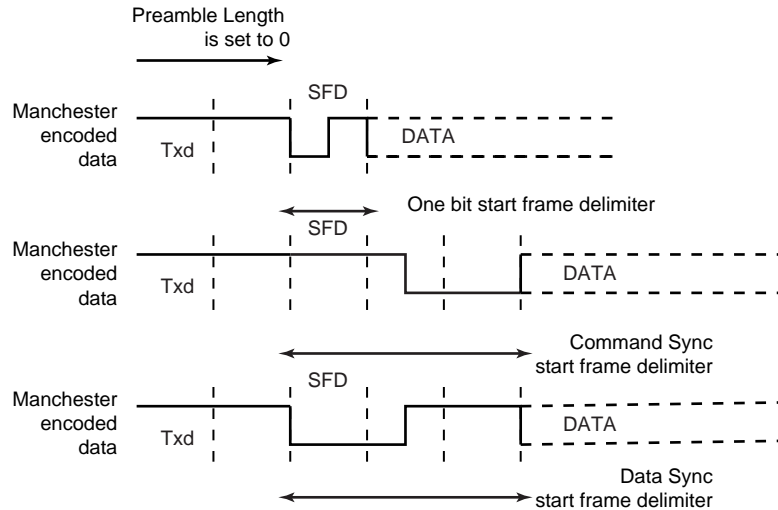 Preamble Length
is set to 0
SFD
Manchester
encoded
data
Txd
DATA
One bit start frame delimiter
SFD
Manchester
encoded
data
Txd
DATA
Command Sync
start frame delimiter
SFD
Manchester
encoded
data
Txd
DATA
Data Sync
start frame delimiter